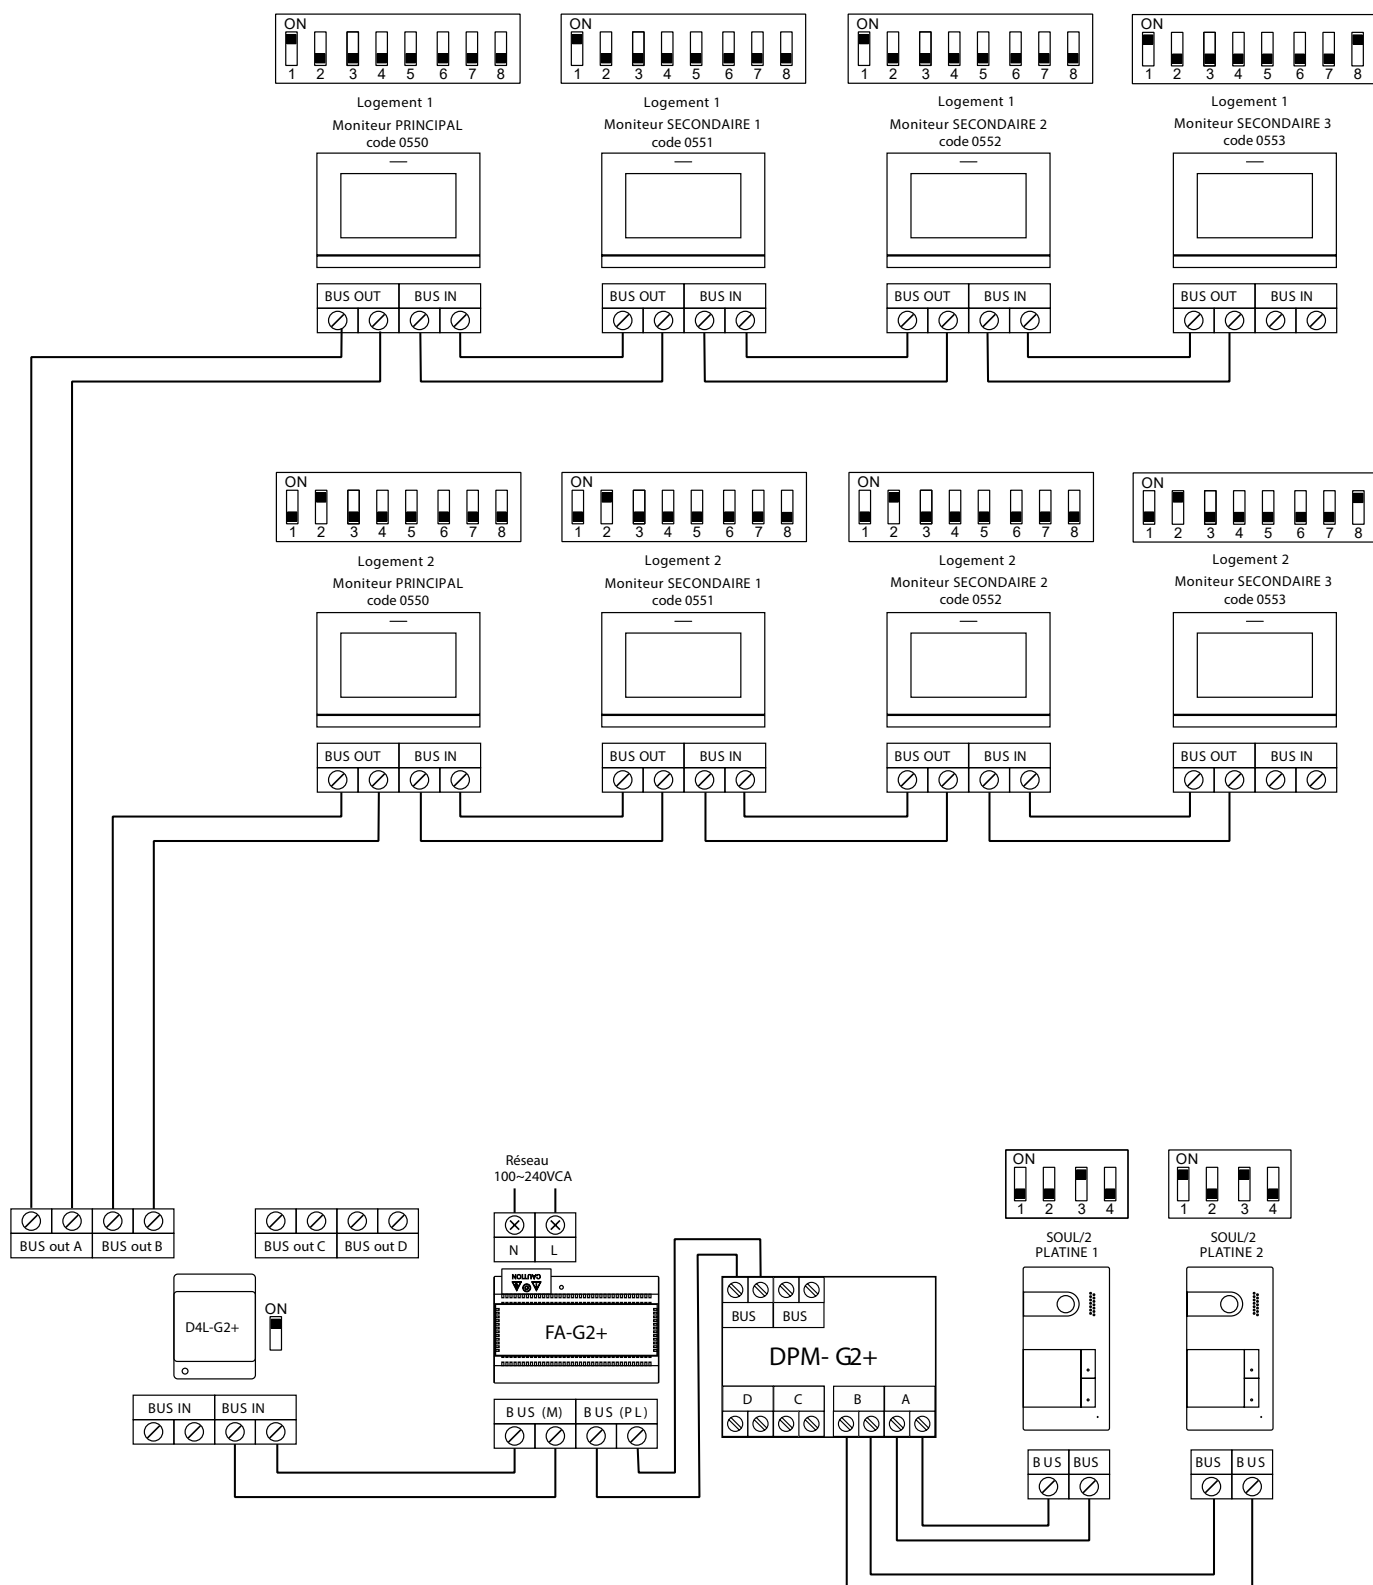 ON ON ON ON
1 2 3 4 5 6 7 8 1 2 3 4 5 6 7 8 1 2 3 4 5 6 7 8 1 2 3 4 5 6 7 8
Logement 1 Logement 1 Logement 1 Logement 1
Moniteur PRINCIPAL Moniteur SECONDAIRE 1 Moniteur SECONDAIRE 2 Moniteur SECONDAIRE 3
code 0550 code 0551 code 0552 code 0553
BUS OUT BUS IN BUS OUT BUS IN BUS OUT BUS IN BUS OUT BUS IN
ON ON ON ON
1 2 3 4 5 6 7 8 1 2 3 4 5 6 7 8 1 2 3 4 5 6 7 8 1 2 3 4 5 6 7 8
Logement 2 Logement 2 Logement 2 Logement 2
Moniteur PRINCIPAL Moniteur SECONDAIRE 1 Moniteur SECONDAIRE 2 Moniteur SECONDAIRE 3
code 0550 code 0551 code 0552 code 0553
BUS OUT BUS IN BUS OUT BUS IN BUS OUT BUS IN BUS OUT BUS IN
Réseau
100~240VCA
ON ON
1 2 3 4 1 2 3 4
BUS out A BUS out B BUS out C BUS out D
N L
SOUL/2 SOUL/2
PLATINE 1 PLATINE 2
CAUTION
ON
D4L-G2+
FA-G2+
BUS BUS
DPM- G2+
D C B A
BUS IN BUS IN
BUS (M) BUS (PL)
BUS BUS BUS BUS